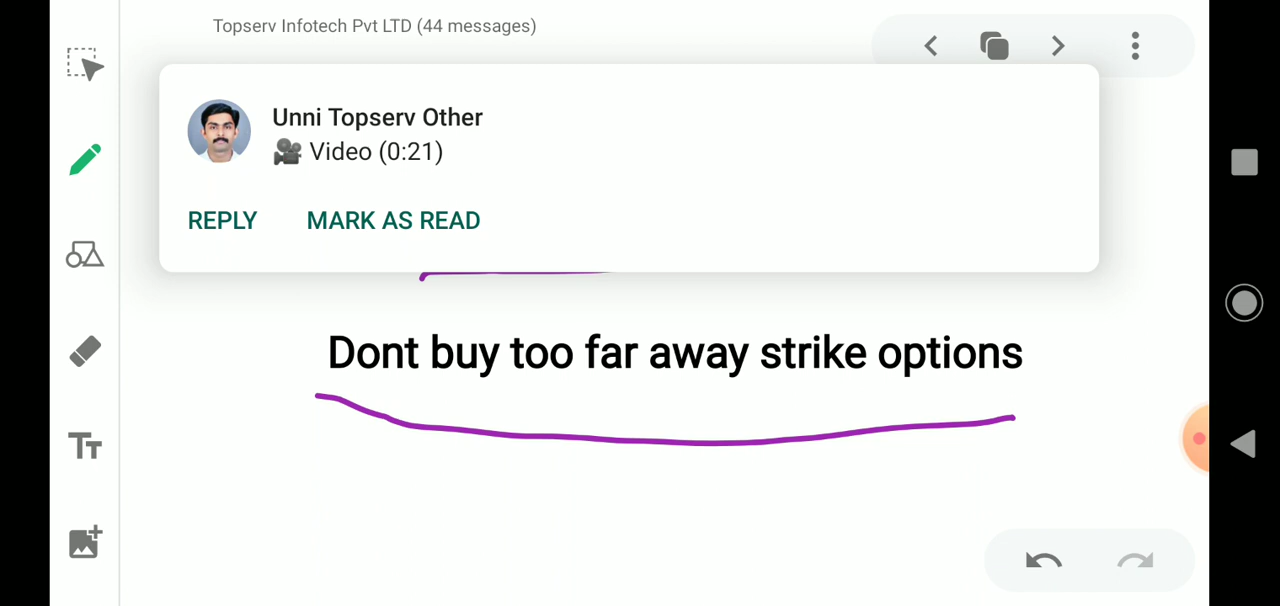 Topserv Infotech Pvt LTD (44 messages)
Unni Topserv Other
🎥 Video (0:21)
REPLY MARK AS READ
Dont buy too far away strike options
TT